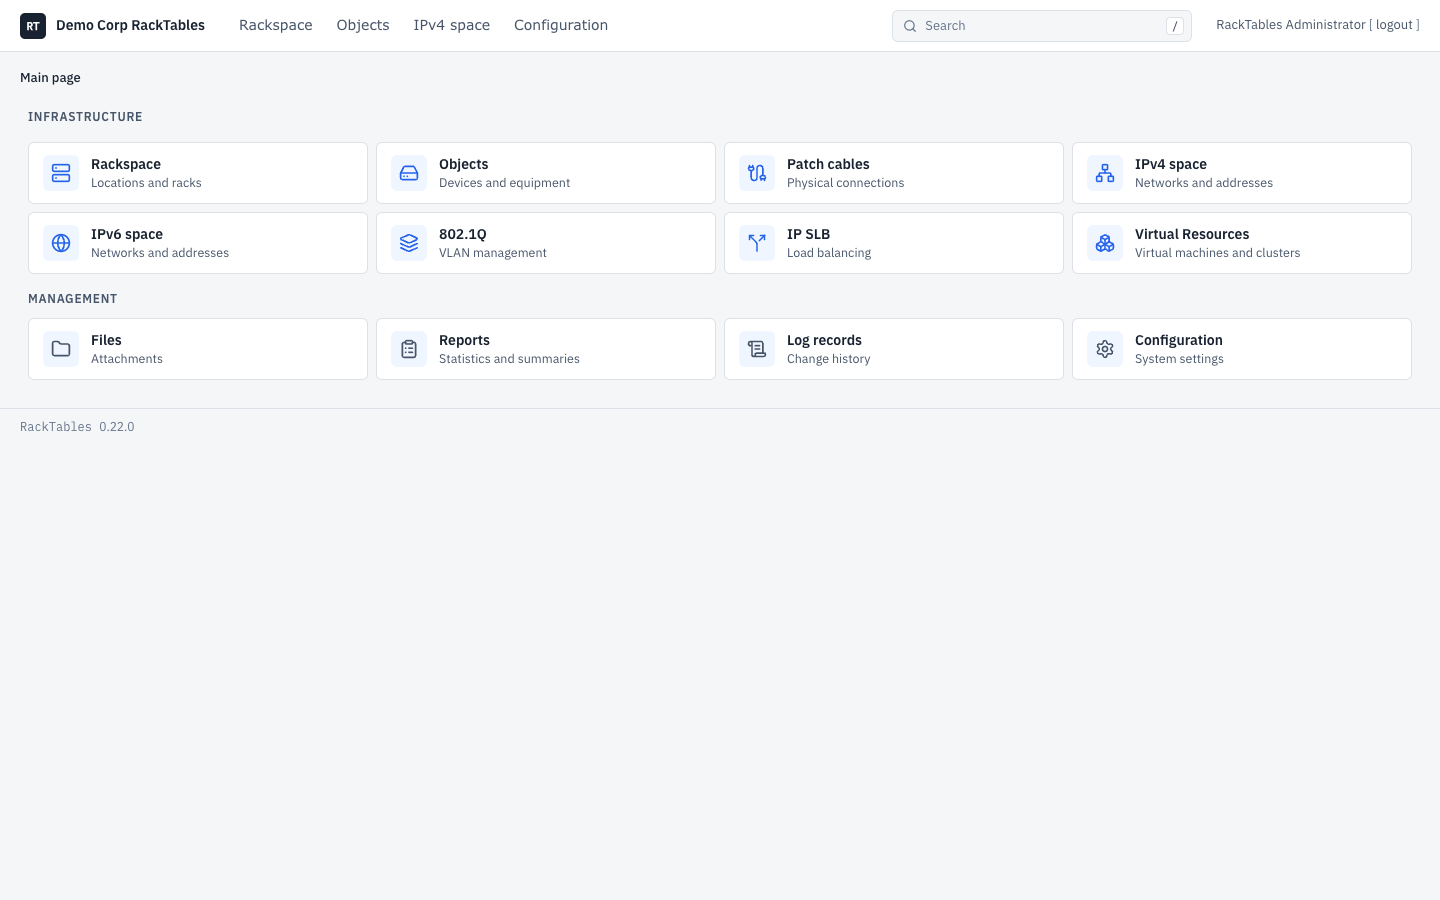 RT Demo Corp RackTables Rackspace Objects IPv4 space Configuration Search / RackTables Administrator [ logout ]
Main page
INFRASTRUCTURE
Rackspace
Locations and racks
Objects
Devices and equipment
Patch cables
Physical connections
IPv4 space
Networks and addresses
IPv6 space
Networks and addresses
802.1Q
VLAN management
IP SLB
Load balancing
Virtual Resources
Virtual machines and clusters
MANAGEMENT
Files
Attachments
Reports
Statistics and summaries
Log records
Change history
Configuration
System settings
RackTables 0.22.0